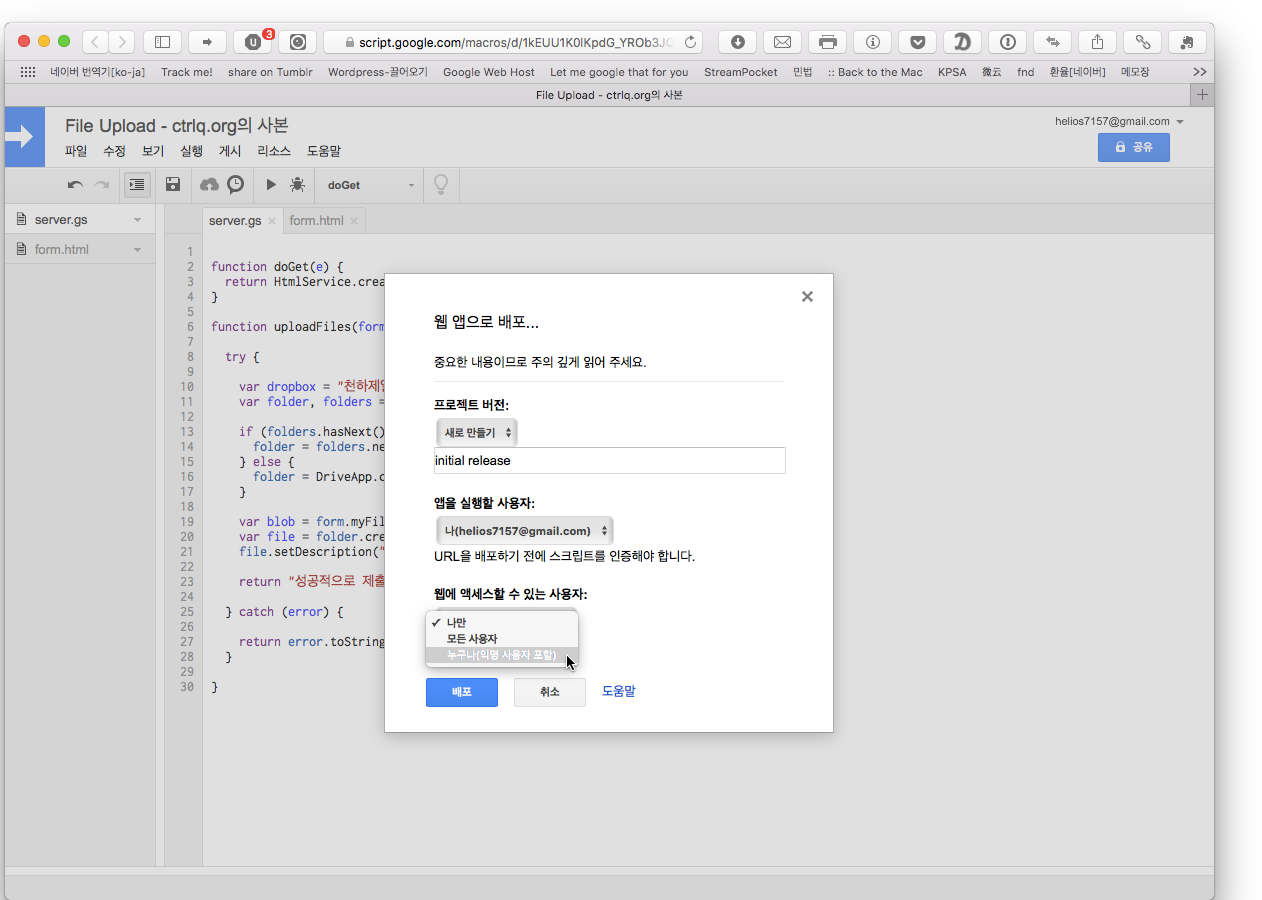 3
script.google.com/macros/d/1kEUU1K0lKpdG_YROb3JC
네이버 번역기[ko-ja] Track me! share on Tumblr Wordpress-끌어오기 Google Web Host Let me google that for you StreamPocket 민법 :: Back to the Mac KPSA 微云 fnd 환율[네이버] 메모장 >>
File Upload - ctrlq.org의 사본
File Upload - ctrlq.org의 사본
helios7157@gmail.com
파일 수정 보기 실행 게시 리소스 도움말
공유
doGet
server.gs
form.html
server.gs × form.html ×
1
2 function doGet(e) {
3 return HtmlService.crea
4 }
5
6 function uploadFiles(form
7
8 try {
9
10 var dropbox = "천하제일
11 var folder, folders =
12
13 if (folders.hasNext()
14 folder = folders.ne
15 } else {
16 folder = DriveApp.c
17 }
18
19 var blob = form.myFil
20 var file = folder.cre
21 file.setDescription("
22
23 return "성공적으로 제출
24
25 } catch (error) {
26
27 return error.toString
28 }
29
30 }
웹 앱으로 배포...
중요한 내용이므로 주의 깊게 읽어 주세요.
프로젝트 버전:
새로 만들기
initial release
앱을 실행할 사용자:
나(helios7157@gmail.com)
URL을 배포하기 전에 스크립트를 인증해야 합니다.
웹에 액세스할 수 있는 사용자:
✓ 나만
모든 사용자
누구나(익명 사용자 포함)
배포 취소 도움말